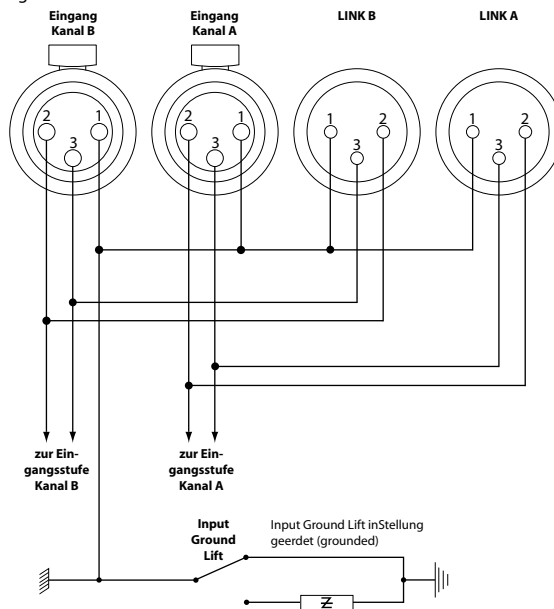 Eingang
Kanal B
Eingang
Kanal A
LINK B
LINK A
2
1
3
2
1
3
1
2
3
1
2
3
zur Ein-
gangsstufe
Kanal B
zur Ein-
gangsstufe
Kanal A
Input
Ground
Lift
Input Ground Lift inStellung
geerdet (grounded)